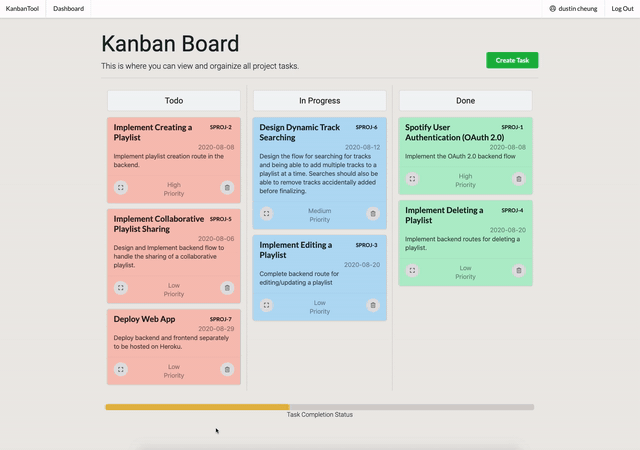 KanbanTool
Dashboard
dustin cheung
Log Out
Kanban Board
This is where you can view and orgainize all project tasks.
Create Task
Todo
Implement Creating a
Playlist
SPROJ-2
2020-08-08
Implement playlist creation route in the
backend.
High
Priority
Implement Collaborative
Playlist Sharing
SPROJ-5
2020-08-06
Design and Implement backend flow to
handle the sharing of a collaborative
playlist.
Low
Priority
Deploy Web App
SPROJ-7
2020-08-29
Deploy backend and frontend separately
to be hosted on Heroku.
Low
Priority
In Progress
Design Dynamic Track
Searching
SPROJ-6
2020-08-12
Design the flow for searching for tracks
and being able to add multiple tracks to a
playlist at a time. Searches should also be
able to remove tracks accidentally added
before finalizing.
Medium
Priority
Implement Editing a
Playlist
SPROJ-3
2020-08-20
Complete backend route for
editing/updating a playlist
Low
Priority
Done
Spotify User
Authentication (OAuth 2.0)
SPROJ-1
2020-08-08
Implement the OAuth 2.0 backend flow
High
Priority
Implement Deleting a
Playlist
SPROJ-4
2020-08-20
Implement backend routes for deleting a
playlist.
Low
Priority
Task Completion Status